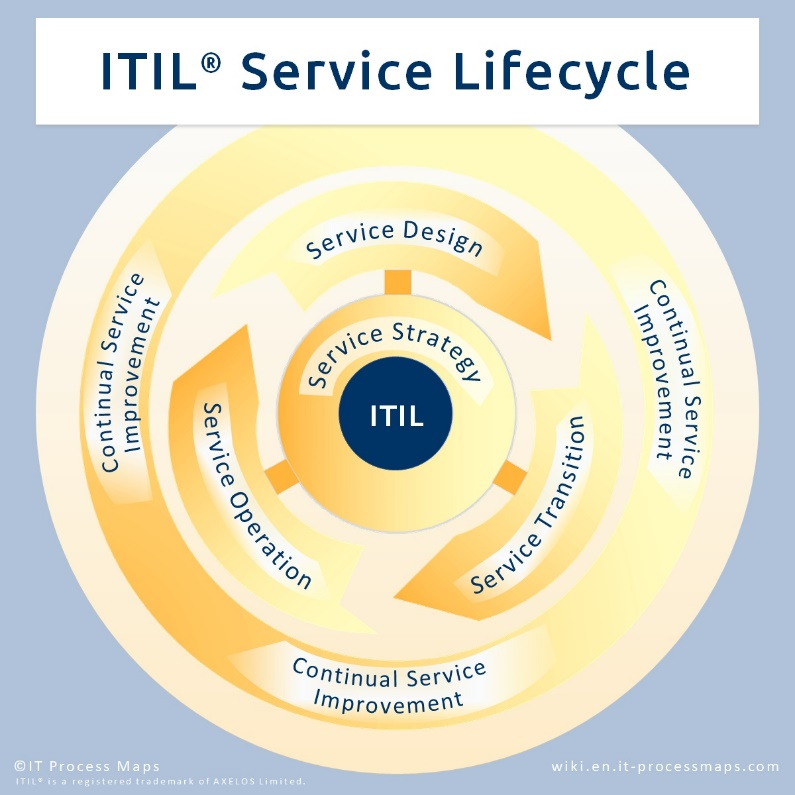 ITIL® Service Lifecycle
Service Design
Service Strategy
ITIL
Continual Service
Improvement
Continual Service
Improvement
Service Operation
Service Transition
Continual Service
Improvement
©IT Process Maps
ITIL® is a registered trademark of AXELOS Limited.
wiki.en.it-processmaps.com